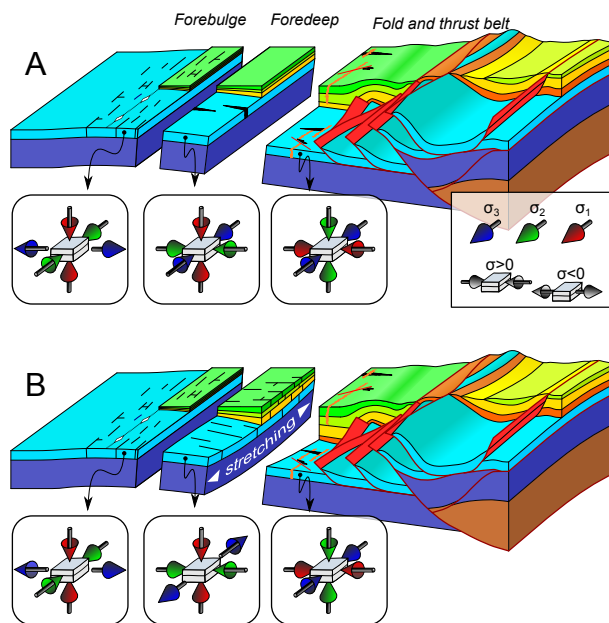 Forebulge Foredeep Fold and thrust belt
A
σ₃ σ₂ σ₁
σ>0 σ<0
B
stretching